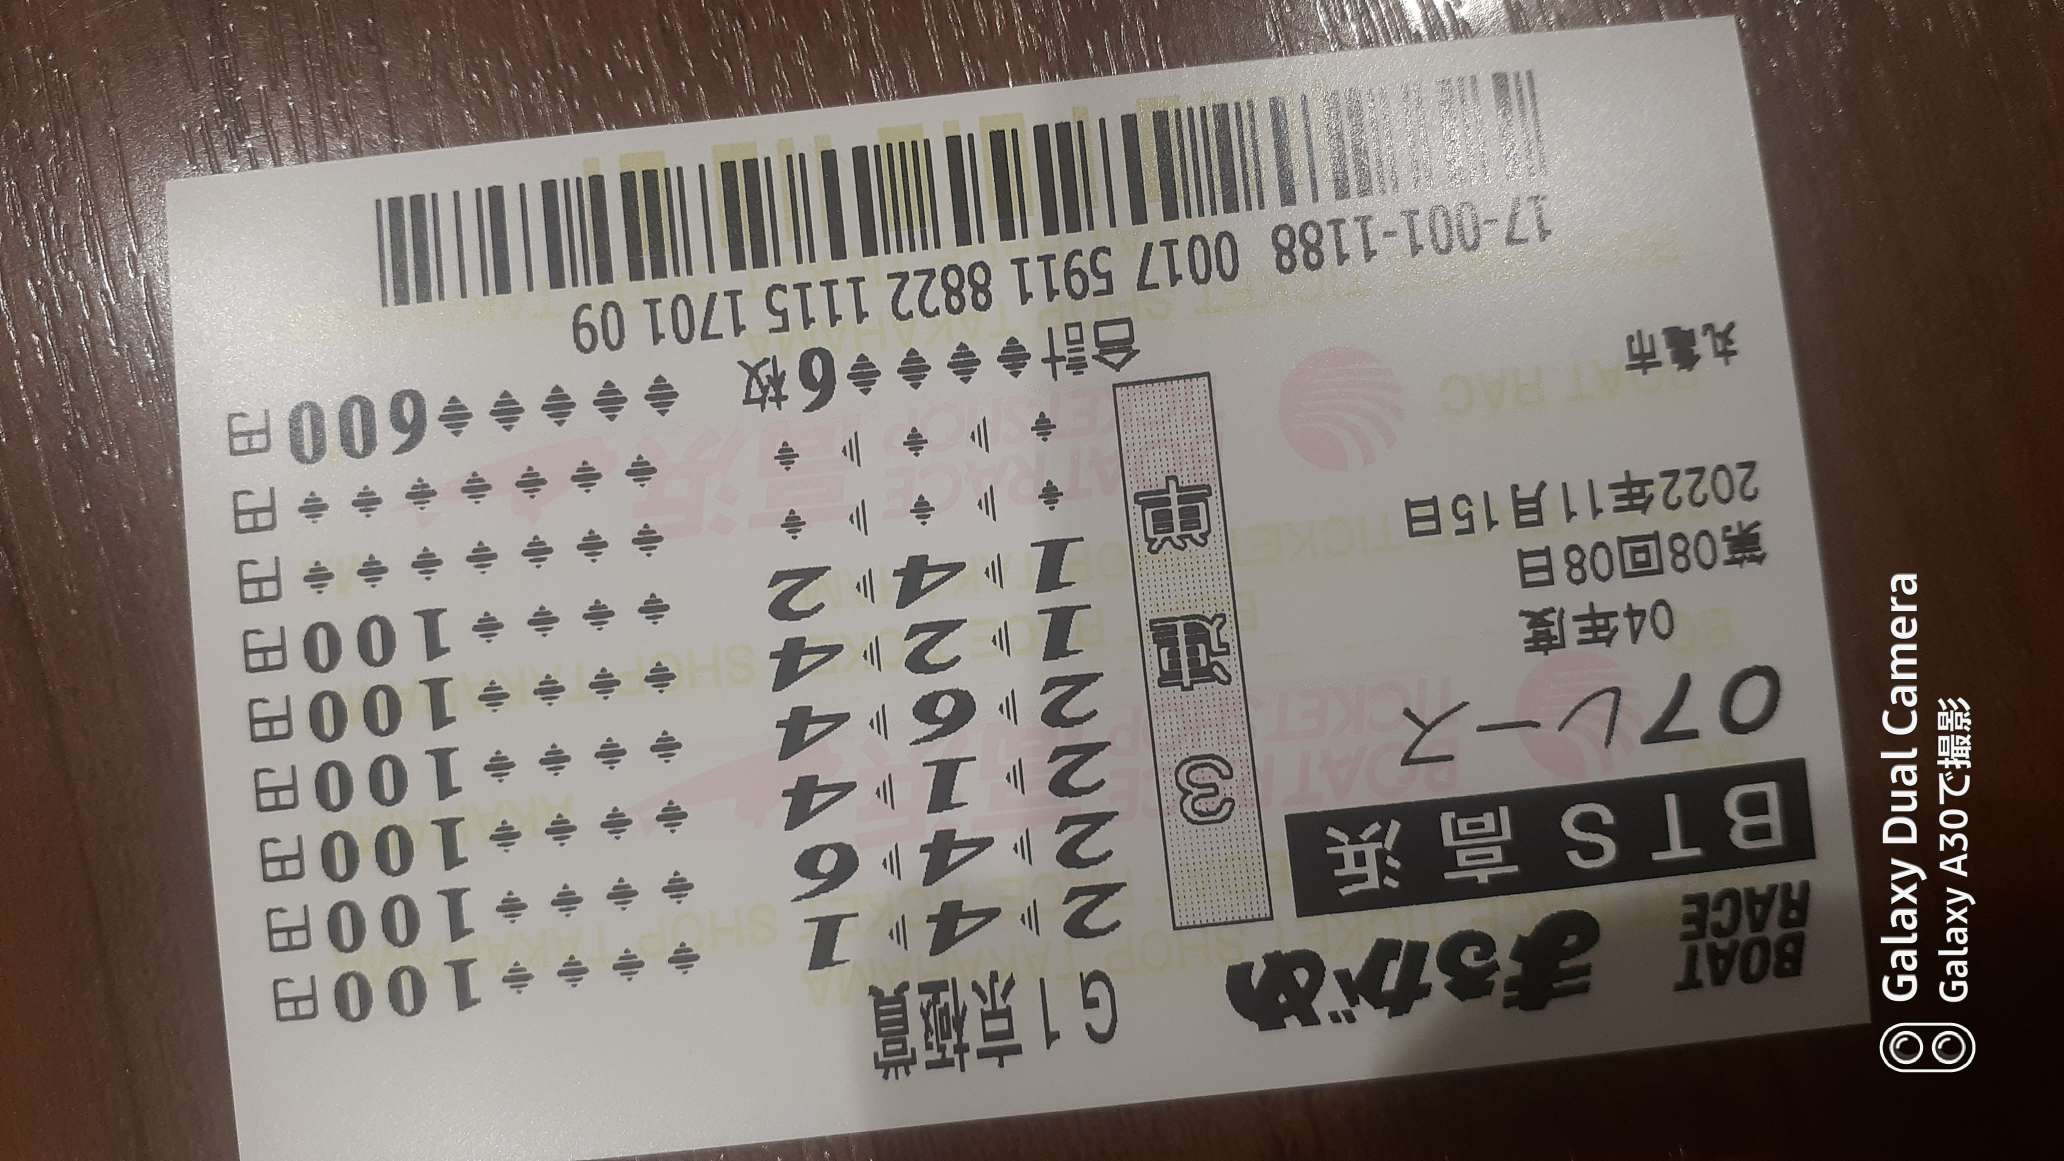 BOAT RACE
まるがめ
G1京極賞
BTS高浜
07レース
04年度
第08回08日
2022年11月15日
丸亀市
3連単
2 ▷ 4 ▷ 1 ◆◆◆◆100円
2 ▷ 4 ▷ 6 ◆◆◆◆100円
2 ▷ 1 ▷ 4 ◆◆◆◆100円
2 ▷ 6 ▷ 4 ◆◆◆◆100円
1 ▷ 2 ▷ 4 ◆◆◆◆100円
1 ▷ 4 ▷ 2 ◆◆◆◆100円
◆ ▷ ◆ ▷ ◆ ◆◆◆◆◆◆◆円
◆ ▷ ◆ ▷ ◆ ◆◆◆◆◆◆◆円
合計◆◆◆◆6枚 ◆◆◆◆◆600円
17-001-1188 0017 5911 8822 1115 1701 09
Galaxy Dual Camera
Galaxy A30で撮影